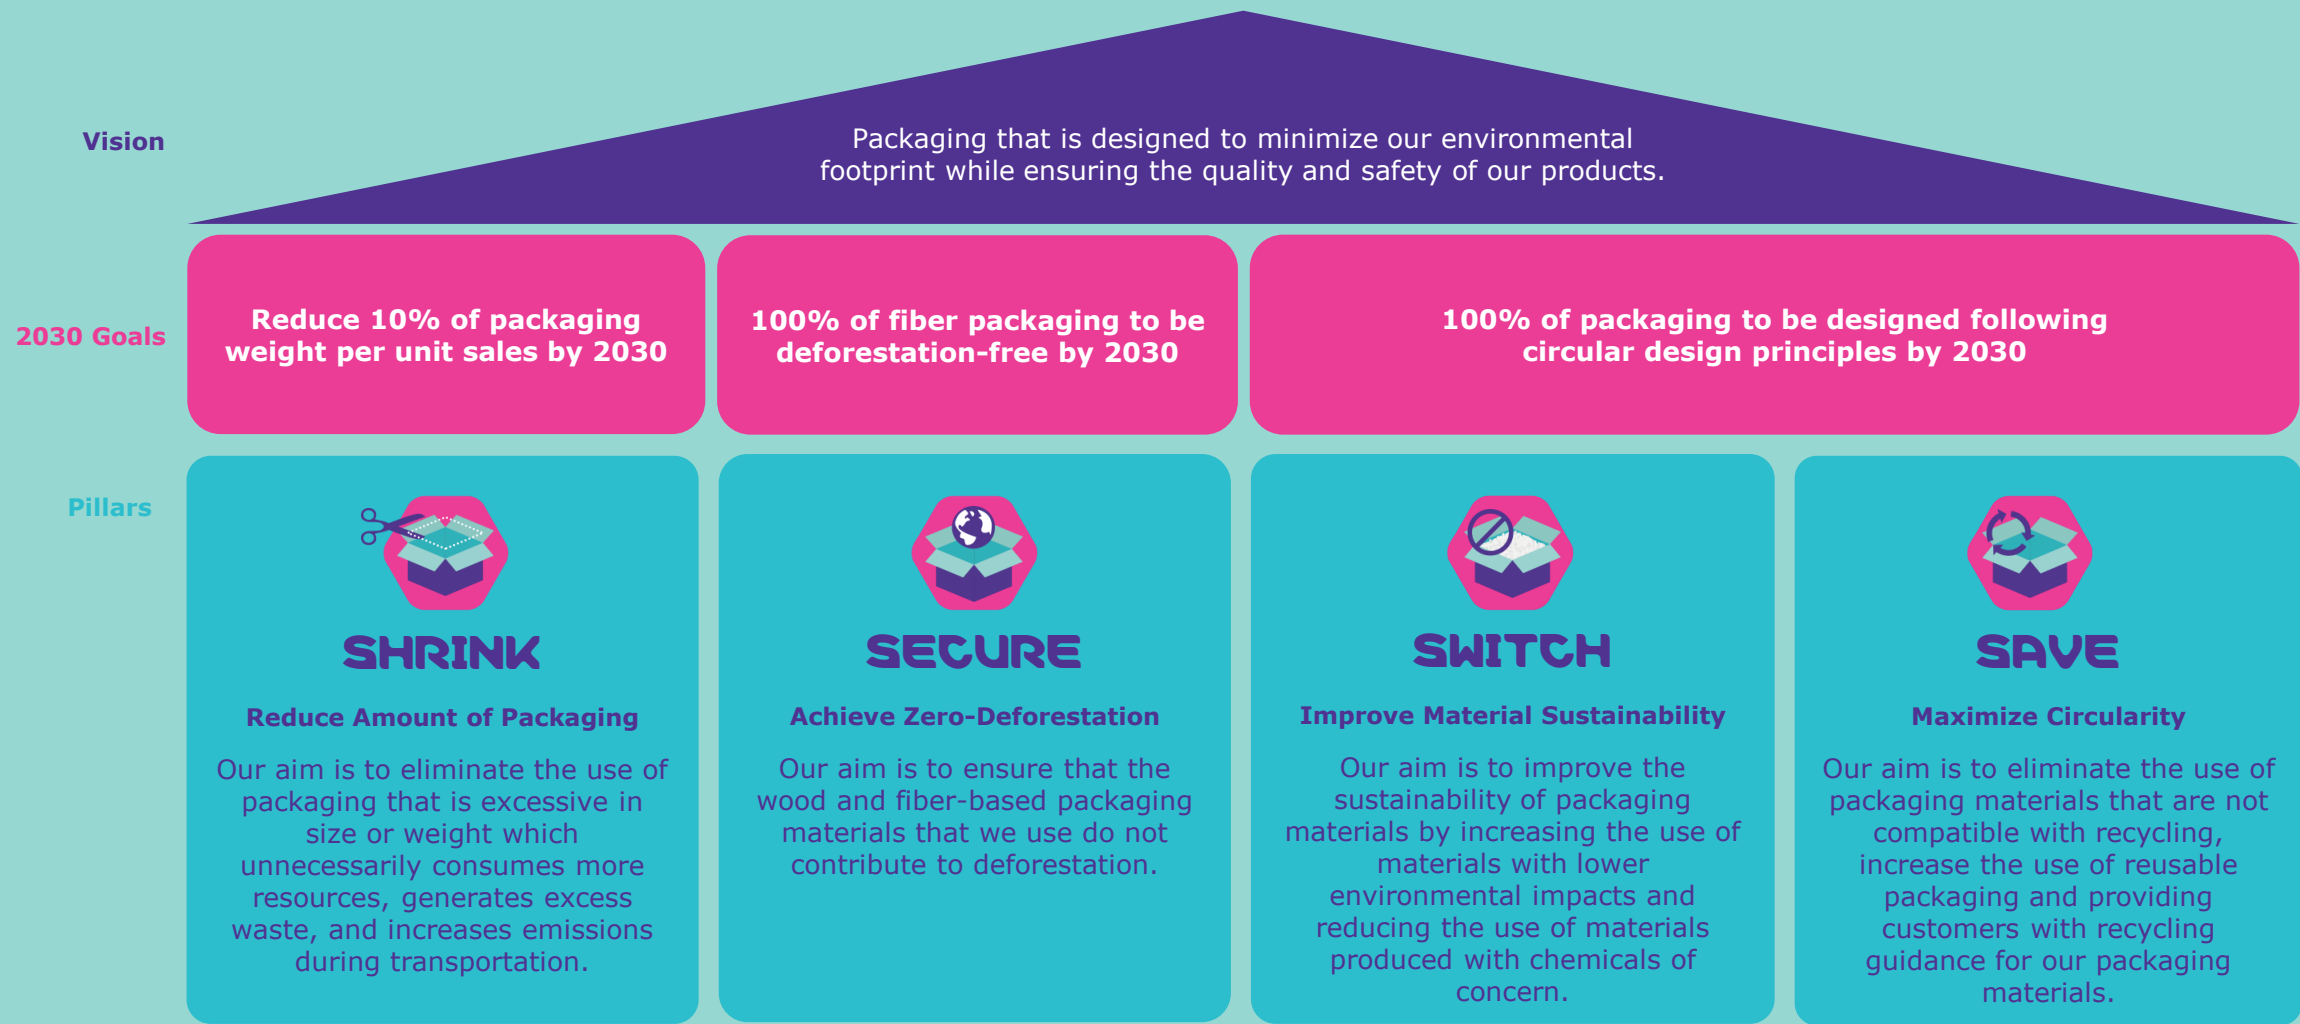 Vision
Packaging that is designed to minimize our environmental
footprint while ensuring the quality and safety of our products.
2030 Goals
Reduce 10% of packaging
weight per unit sales by 2030
100% of fiber packaging to be
deforestation-free by 2030
100% of packaging to be designed following
circular design principles by 2030
Pillars
SHRINK
Reduce Amount of Packaging
Our aim is to eliminate the use of
packaging that is excessive in
size or weight which
unnecessarily consumes more
resources, generates excess
waste, and increases emissions
during transportation.
SECURE
Achieve Zero-Deforestation
Our aim is to ensure that the
wood and fiber-based packaging
materials that we use do not
contribute to deforestation.
SWITCH
Improve Material Sustainability
Our aim is to improve the
sustainability of packaging
materials by increasing the use of
materials with lower
environmental impacts and
reducing the use of materials
produced with chemicals of
concern.
SAVE
Maximize Circularity
Our aim is to eliminate the use of
packaging materials that are not
compatible with recycling,
increase the use of reusable
packaging and providing
customers with recycling
guidance for our packaging
materials.